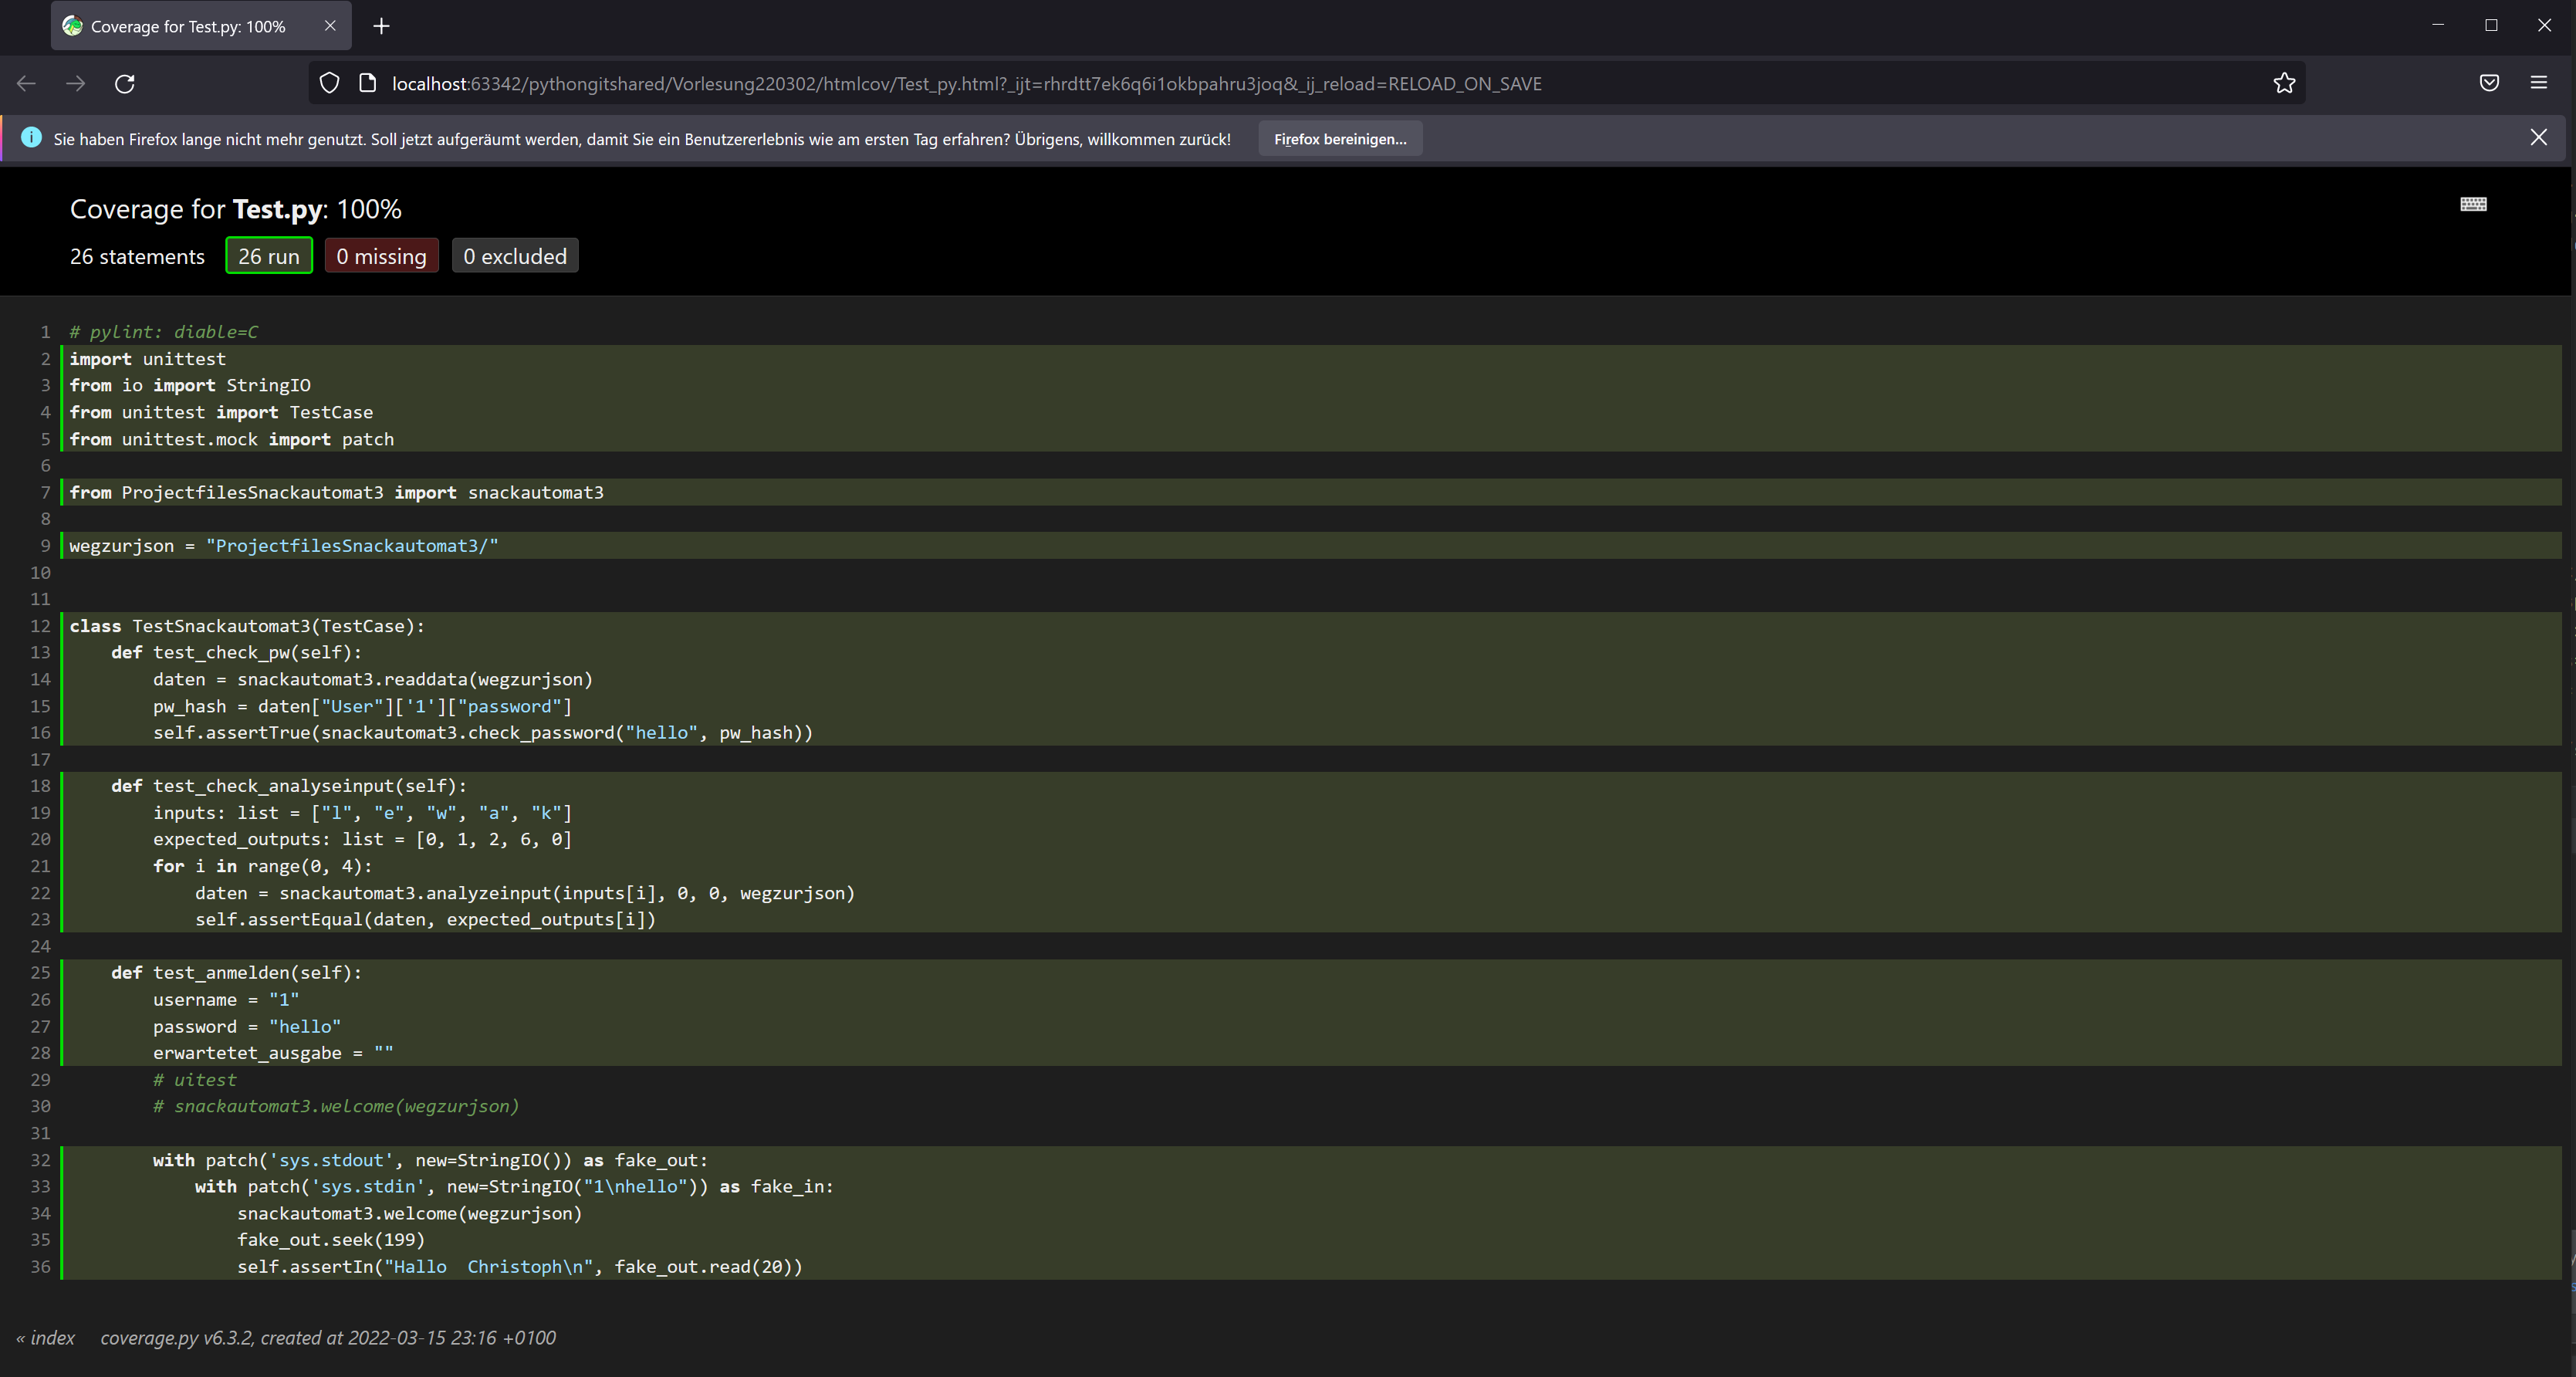 Coverage for Test.py: 100%
localhost:63342/pythongitshared/Vorlesung220302/htmlcov/Test_py.html?_ijt=rhrdtt7ek6q6i1okbpahru3joq&_ij_reload=RELOAD_ON_SAVE
Sie haben Firefox lange nicht mehr genutzt. Soll jetzt aufgeräumt werden, damit Sie ein Benutzererlebnis wie am ersten Tag erfahren? Übrigens, willkommen zurück! Firefox bereinigen...
Coverage for Test.py: 100%
26 statements 26 run 0 missing 0 excluded
1 # pylint: diable=C
2 import unittest
3 from io import StringIO
4 from unittest import TestCase
5 from unittest.mock import patch
6
7 from ProjectfilesSnackautomat3 import snackautomat3
8
9 wegzurjson = "ProjectfilesSnackautomat3/"
10
11
12 class TestSnackautomat3(TestCase):
13     def test_check_pw(self):
14         daten = snackautomat3.readdata(wegzurjson)
15         pw_hash = daten["User"]['1']["password"]
16         self.assertTrue(snackautomat3.check_password("hello", pw_hash))
17
18     def test_check_analyseinput(self):
19         inputs: list = ["l", "e", "w", "a", "k"]
20         expected_outputs: list = [0, 1, 2, 6, 0]
21         for i in range(0, 4):
22             daten = snackautomat3.analyzeinput(inputs[i], 0, 0, wegzurjson)
23             self.assertEqual(daten, expected_outputs[i])
24
25     def test_anmelden(self):
26         username = "1"
27         password = "hello"
28         erwartetet_ausgabe = ""
29         # uitest
30         # snackautomat3.welcome(wegzurjson)
31
32         with patch('sys.stdout', new=StringIO()) as fake_out:
33             with patch('sys.stdin', new=StringIO("1\nhello")) as fake_in:
34                 snackautomat3.welcome(wegzurjson)
35                 fake_out.seek(199)
36                 self.assertIn("Hallo  Christoph\n", fake_out.read(20))
« index coverage.py v6.3.2, created at 2022-03-15 23:16 +0100